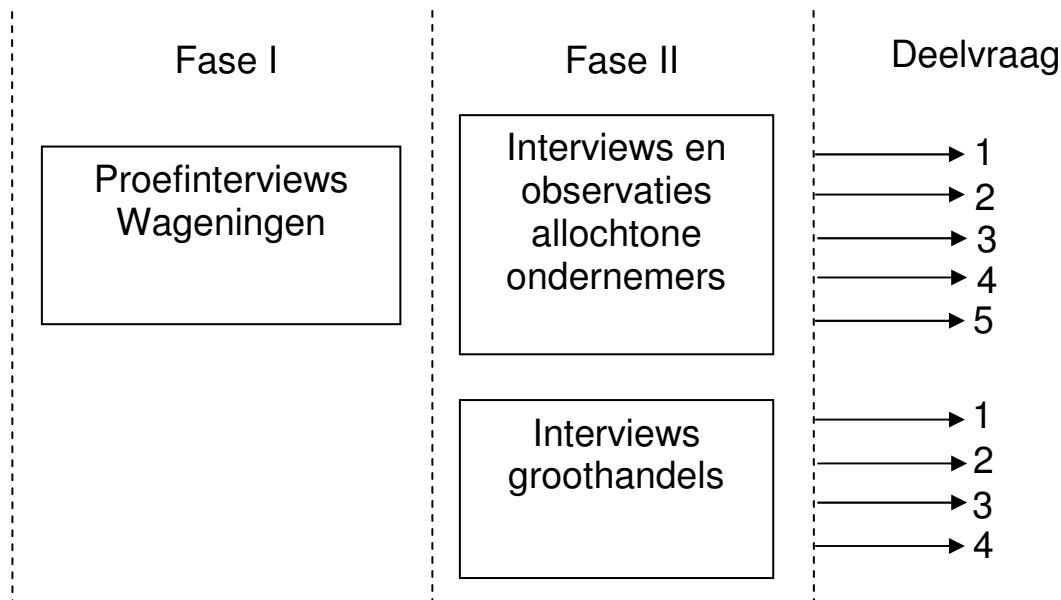 Fase I
Fase II
Deelvraag
Proefinterviews
Wageningen
Interviews en
observaties
allochtone
ondernemers
1
2
3
4
5
Interviews
groothandels
1
2
3
4